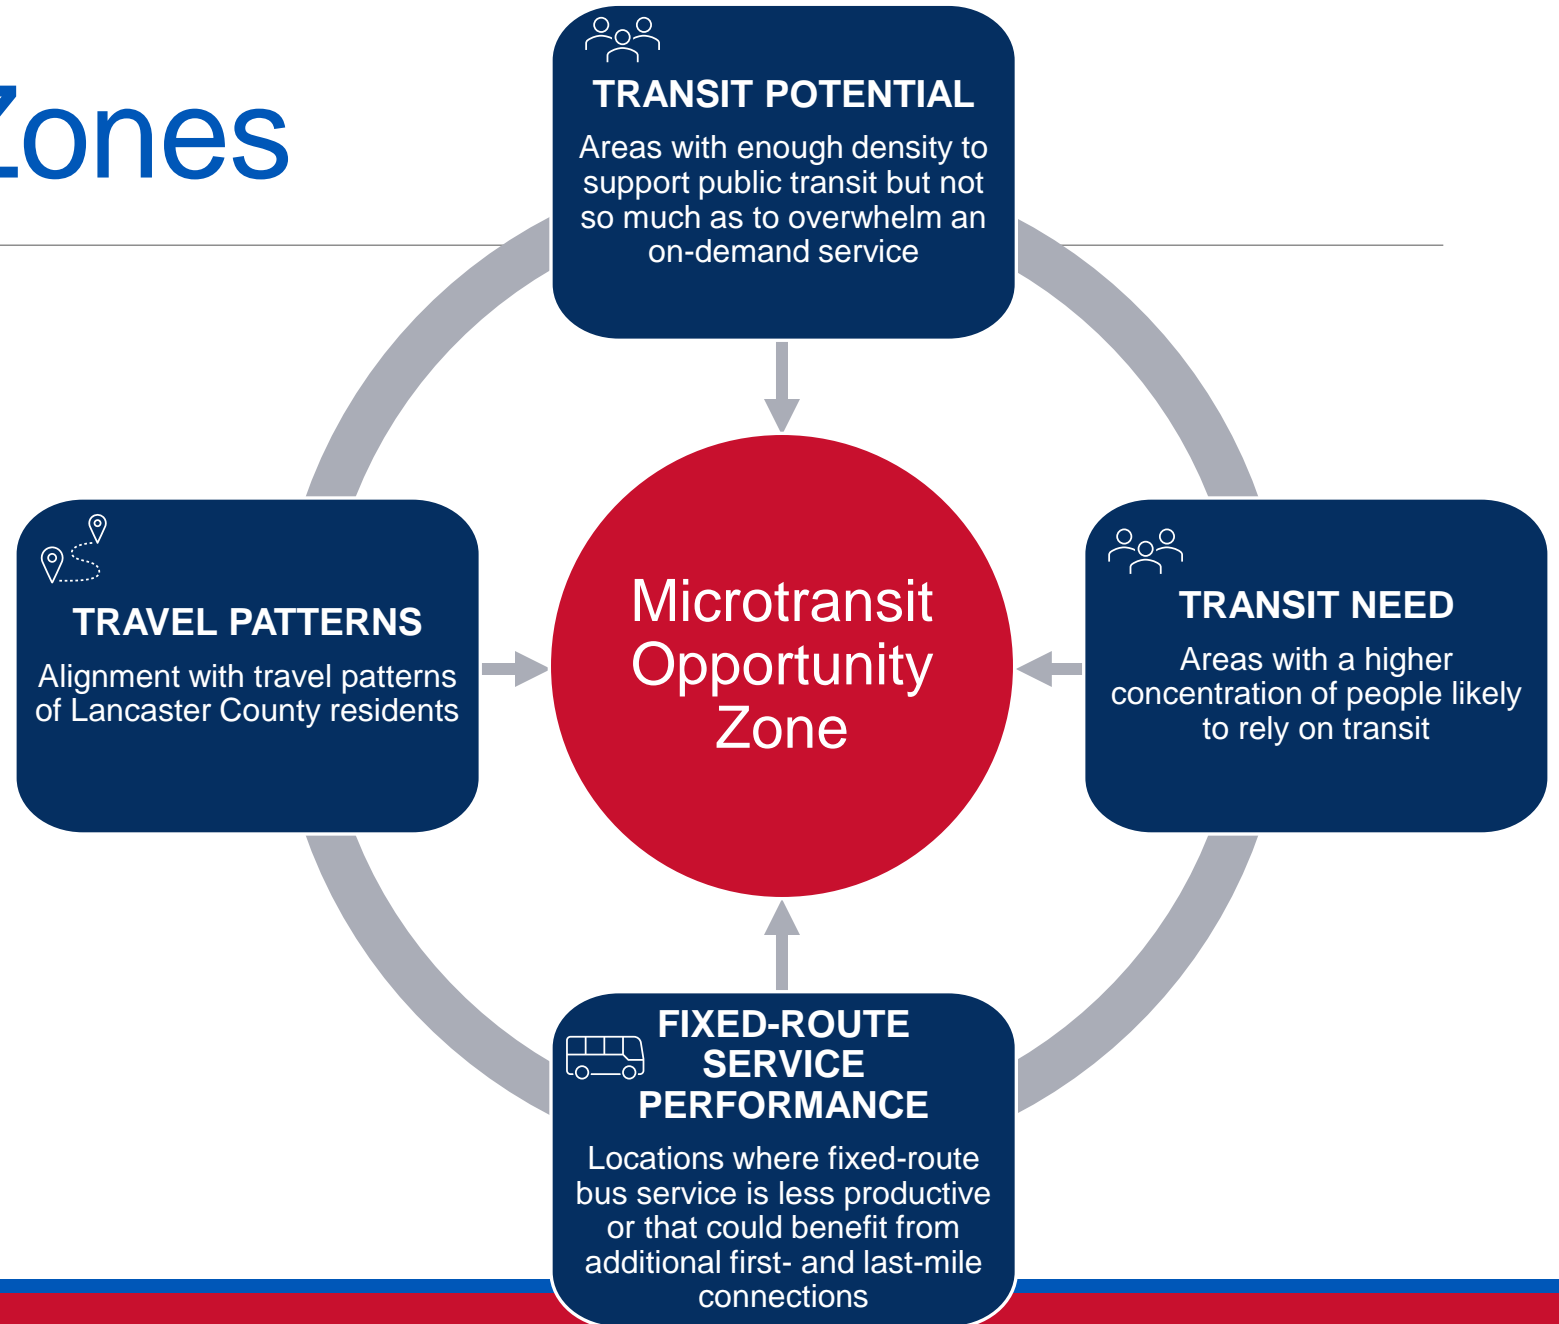 Zones
TRANSIT POTENTIAL
Areas with enough density to
support public transit but not
so much as to overwhelm an
on-demand service
TRAVEL PATTERNS
Alignment with travel patterns
of Lancaster County residents
Microtransit
Opportunity
Zone
TRANSIT NEED
Areas with a higher
concentration of people likely
to rely on transit
FIXED-ROUTE
SERVICE
PERFORMANCE
Locations where fixed-route
bus service is less productive
or that could benefit from
additional first- and last-mile
connections